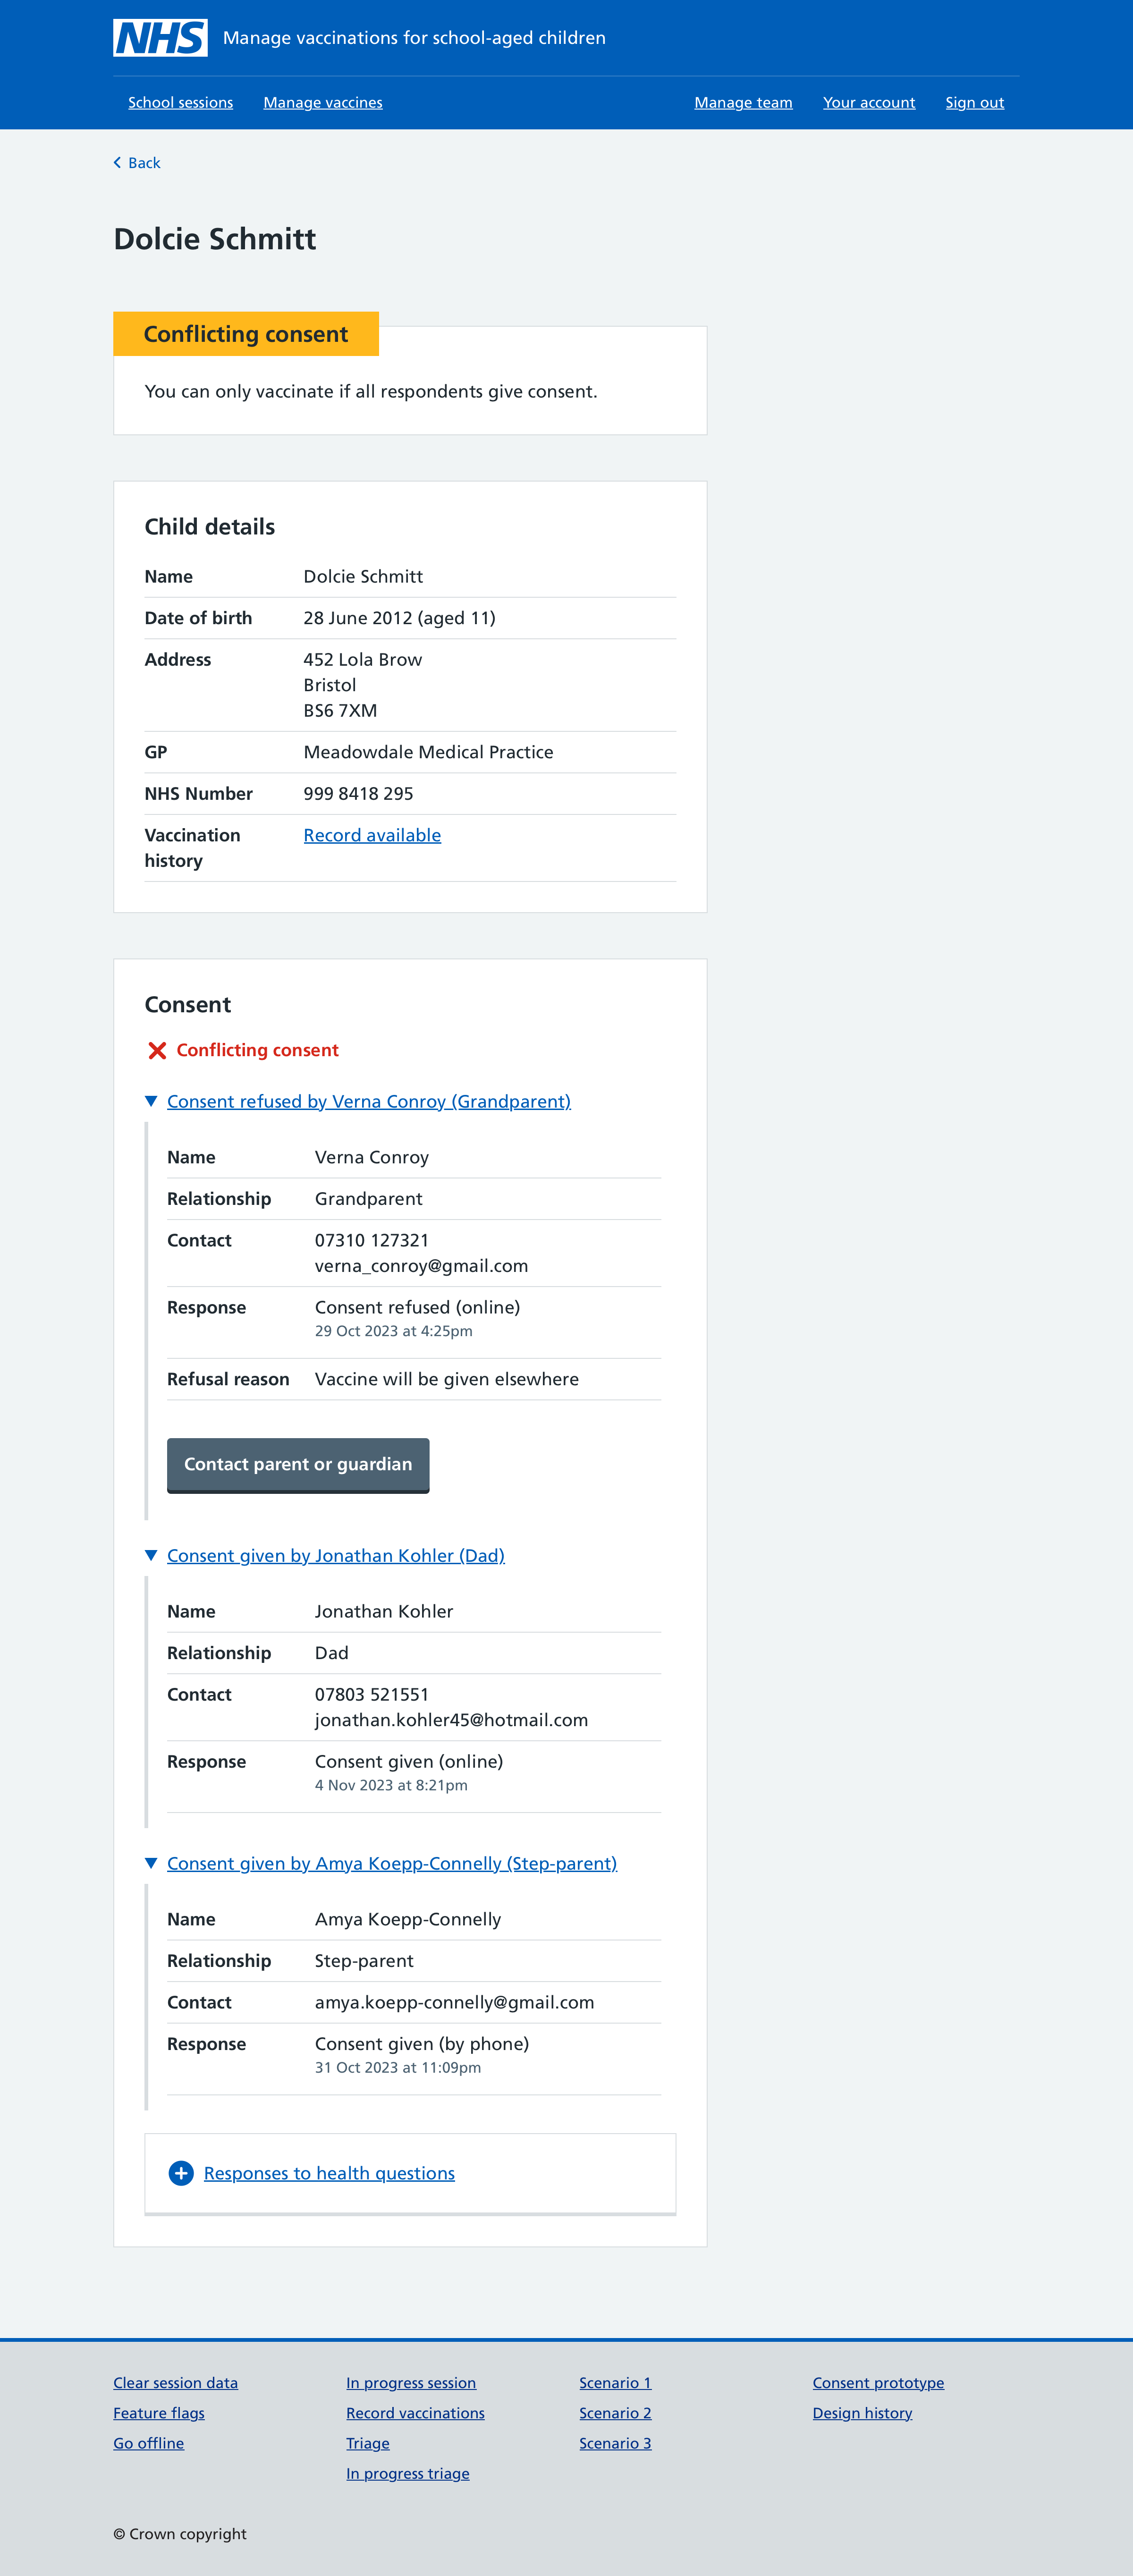 NHS Manage vaccinations for school-aged children
School sessions Manage vaccines Manage team Your account Sign out
Back
Dolcie Schmitt
Conflicting consent
You can only vaccinate if all respondents give consent.
Child details
Name Dolcie Schmitt
Date of birth 28 June 2012 (aged 11)
Address 452 Lola Brow
Bristol
BS6 7XM
GP Meadowdale Medical Practice
NHS Number 999 8418 295
Vaccination Record available
history
Consent
Conflicting consent
Consent refused by Verna Conroy (Grandparent)
Name Verna Conroy
Relationship Grandparent
Contact 07310 127321
verna_conroy@gmail.com
Response Consent refused (online)
29 Oct 2023 at 4:25pm
Refusal reason Vaccine will be given elsewhere
Contact parent or guardian
Consent given by Jonathan Kohler (Dad)
Name Jonathan Kohler
Relationship Dad
Contact 07803 521551
jonathan.kohler45@hotmail.com
Response Consent given (online)
4 Nov 2023 at 8:21pm
Consent given by Amya Koepp-Connelly (Step-parent)
Name Amya Koepp-Connelly
Relationship Step-parent
Contact amya.koepp-connelly@gmail.com
Response Consent given (by phone)
31 Oct 2023 at 11:09pm
Responses to health questions
Clear session data In progress session Scenario 1 Consent prototype
Feature flags Record vaccinations Scenario 2 Design history
Go offline Triage Scenario 3
In progress triage
© Crown copyright